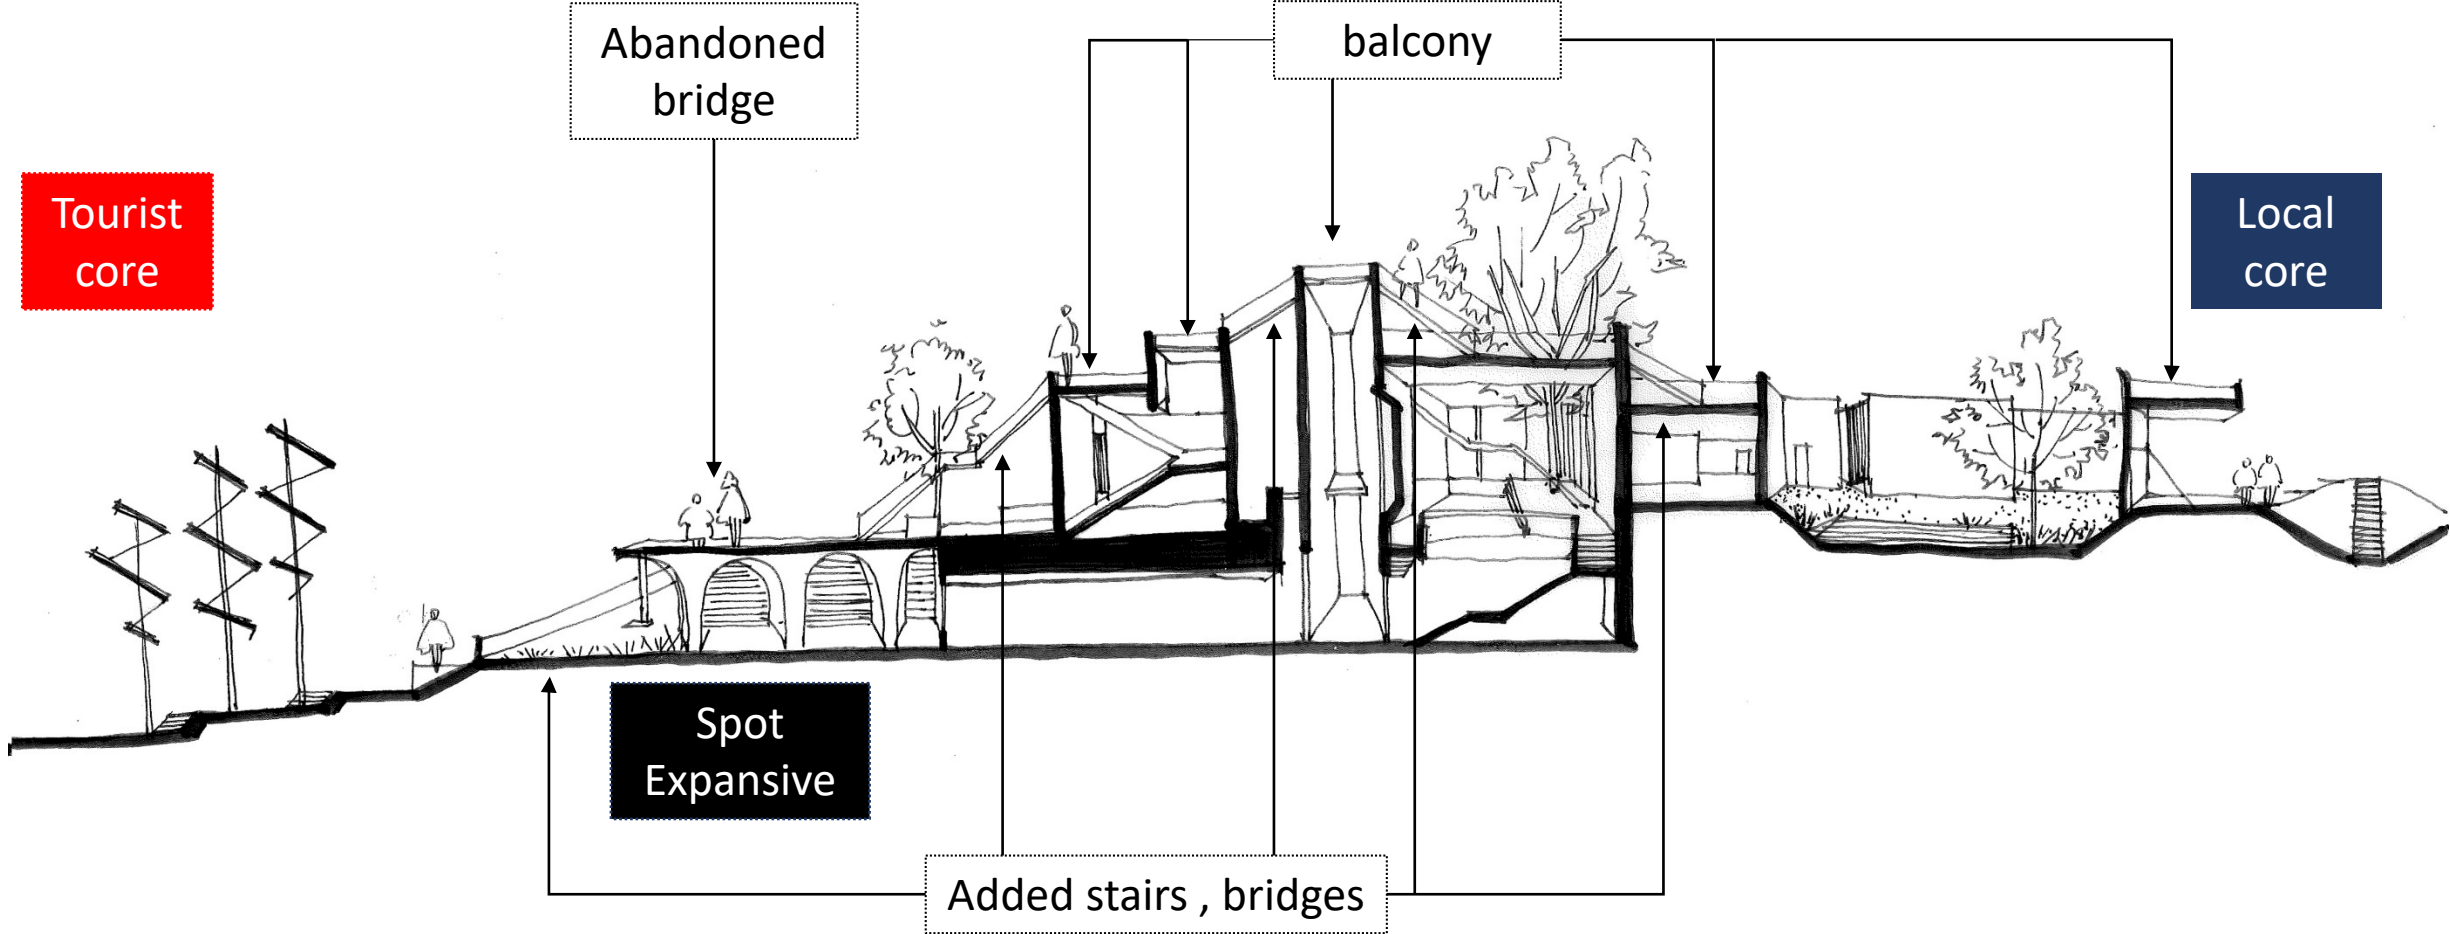 Abandoned
bridge
balcony
Tourist
core
Local
core
Spot
Expansive
Added stairs , bridges